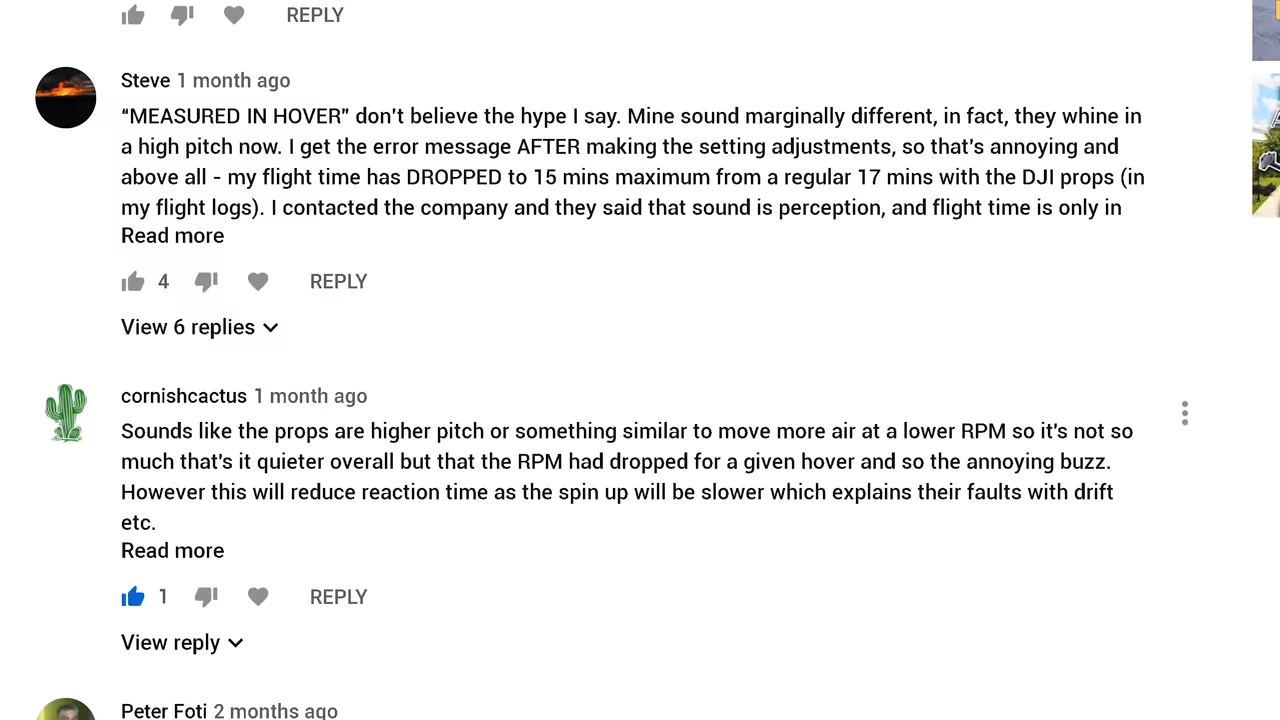 REPLY
Steve 1 month ago
“MEASURED IN HOVER” don't believe the hype I say. Mine sound marginally different, in fact, they whine in
a high pitch now. I get the error message AFTER making the setting adjustments, so that's annoying and
above all - my flight time has DROPPED to 15 mins maximum from a regular 17 mins with the DJI props (in
my flight logs). I contacted the company and they said that sound is perception, and flight time is only in
Read more
4 REPLY
View 6 replies
cornishcactus 1 month ago
Sounds like the props are higher pitch or something similar to move more air at a lower RPM so it's not so
much that's it quieter overall but that the RPM had dropped for a given hover and so the annoying buzz.
However this will reduce reaction time as the spin up will be slower which explains their faults with drift
etc.
Read more
1 REPLY
View reply
Peter Foti 2 months ago